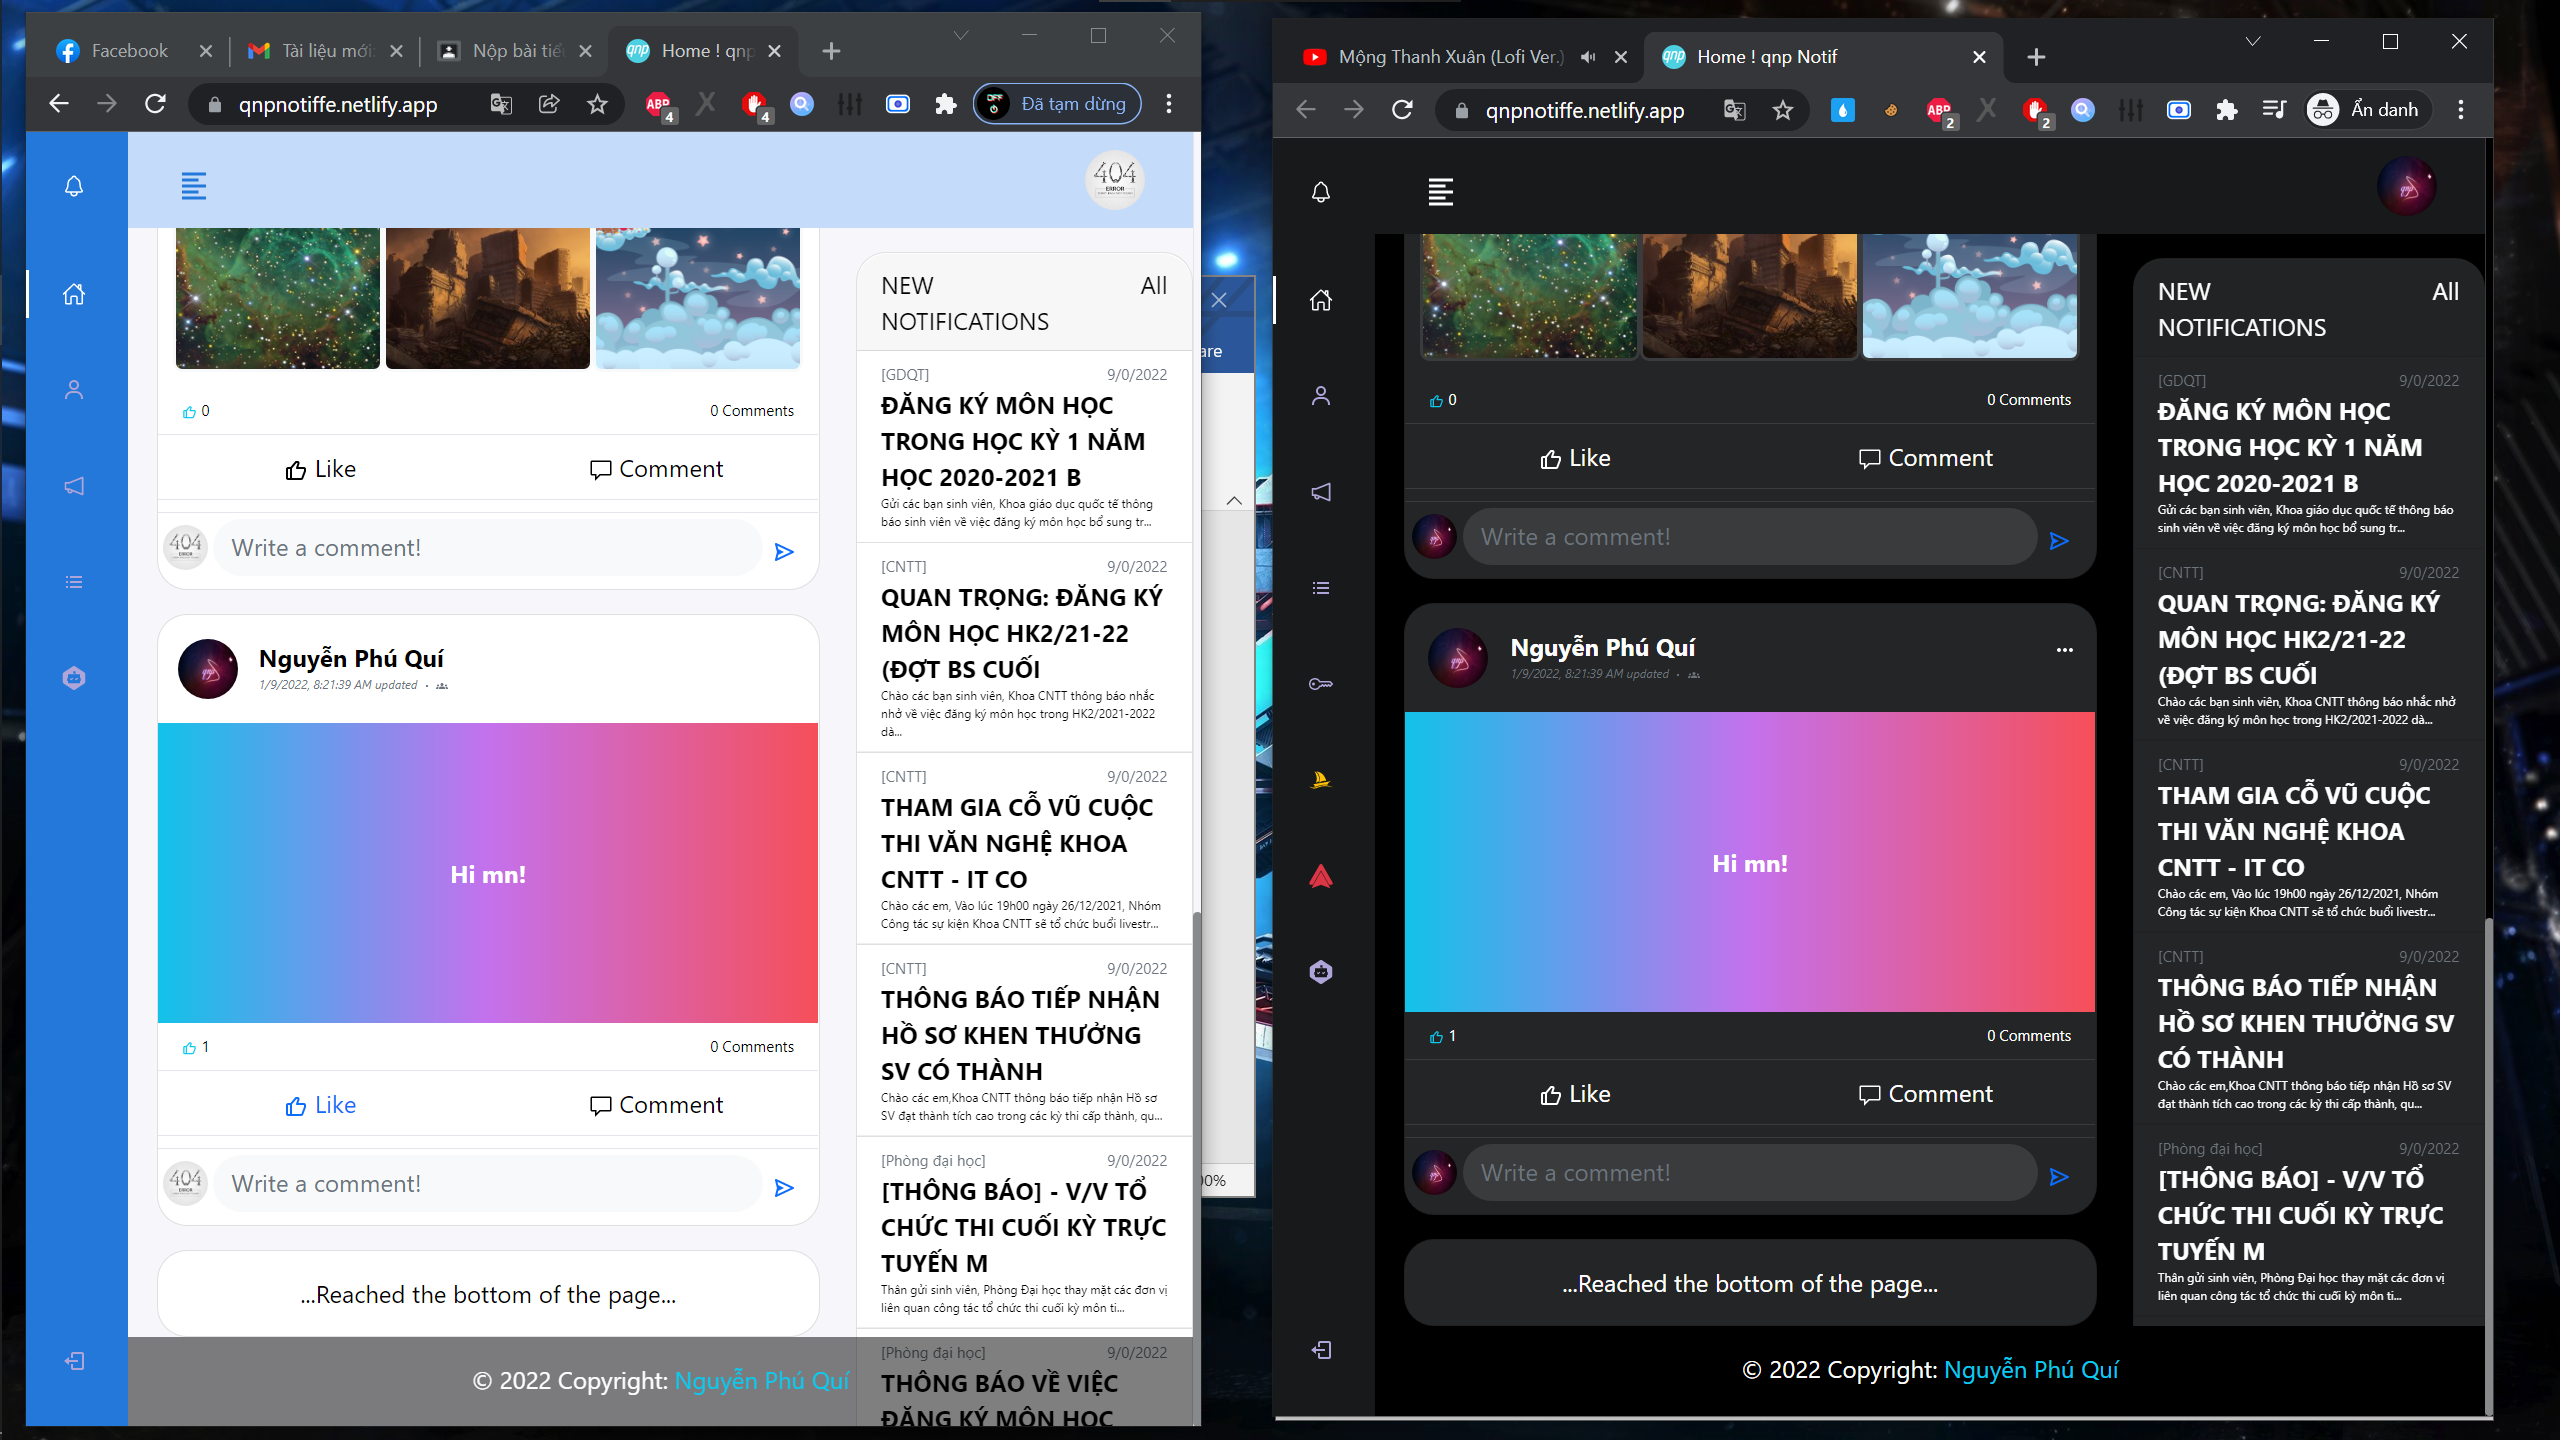 Facebook
Tài liệu mới
Nộp bài tiể
Home ! qnp
qnpnotiffe.netlify.app
ABP
4
4
Đã tạm dừng
404
ERROR
0
0 Comments
Like
Comment
404
ERROR
Write a comment!
Nguyễn Phú Quí
1/9/2022, 8:21:39 AM updated
Hi mn!
1
0 Comments
Like
Comment
404
ERROR
Write a comment!
...Reached the bottom of the page...
© 2022 Copyright: Nguyễn Phú Quí
NEW NOTIFICATIONS
All
[GDQT] 9/0/2022
ĐĂNG KÝ MÔN HỌC
TRONG HỌC KỲ 1 NĂM
HỌC 2020-2021 B
Gửi các bạn sinh viên, Khoa giáo dục quốc tế thông
báo sinh viên về việc đăng ký môn học bổ sung tr...
[CNTT] 9/0/2022
QUAN TRỌNG: ĐĂNG KÝ
MÔN HỌC HK2/21-22
(ĐỢT BS CUỐI
Chào các bạn sinh viên, Khoa CNTT thông báo nhắc
nhở về việc đăng ký môn học trong HK2/2021-2022
dà...
[CNTT] 9/0/2022
THAM GIA CỔ VŨ CUỘC
THI VĂN NGHỆ KHOA
CNTT - IT CO
Chào các em, Vào lúc 19h00 ngày 26/12/2021, Nhóm
Công tác sự kiện Khoa CNTT sẽ tổ chức buổi livestr...
[CNTT] 9/0/2022
THÔNG BÁO TIẾP NHẬN
HỒ SƠ KHEN THƯỞNG
SV CÓ THÀNH
Chào các em,Khoa CNTT thông báo tiếp nhận Hồ sơ
SV đạt thành tích cao trong các kỳ thi cấp thành, qu...
[Phòng đại học] 9/0/2022
[THÔNG BÁO] - V/V TỔ
CHỨC THI CUỐI KỲ TRỰC
TUYẾN M
Thân gửi sinh viên, Phòng Đại học thay mặt các đơn vị
liên quan công tác tổ chức thi cuối kỳ môn ti...
[Phòng đại học] 9/0/2022
THÔNG BÁO VỀ VIỆC
ĐĂNG KÝ MÔN HỌC
are
00%
Mộng Thanh Xuân (Lofi Ver.)
Home ! qnp Notif
qnpnotiffe.netlify.app
ABP
2
2
Ẩn danh
qnp
0
0 Comments
Like
Comment
Write a comment!
Nguyễn Phú Quí
1/9/2022, 8:21:39 AM updated
Hi mn!
1
0 Comments
Like
Comment
Write a comment!
...Reached the bottom of the page...
© 2022 Copyright: Nguyễn Phú Quí
NEW NOTIFICATIONS
All
[GDQT] 9/0/2022
ĐĂNG KÝ MÔN HỌC
TRONG HỌC KỲ 1 NĂM
HỌC 2020-2021 B
Gửi các bạn sinh viên, Khoa giáo dục quốc tế thông báo
sinh viên về việc đăng ký môn học bổ sung tr...
[CNTT] 9/0/2022
QUAN TRỌNG: ĐĂNG KÝ
MÔN HỌC HK2/21-22
(ĐỢT BS CUỐI
Chào các bạn sinh viên, Khoa CNTT thông báo nhắc nhở
về việc đăng ký môn học trong HK2/2021-2022 dà...
[CNTT] 9/0/2022
THAM GIA CỔ VŨ CUỘC
THI VĂN NGHỆ KHOA
CNTT - IT CO
Chào các em, Vào lúc 19h00 ngày 26/12/2021, Nhóm
Công tác sự kiện Khoa CNTT sẽ tổ chức buổi livestr...
[CNTT] 9/0/2022
THÔNG BÁO TIẾP NHẬN
HỒ SƠ KHEN THƯỞNG SV
CÓ THÀNH
Chào các em,Khoa CNTT thông báo tiếp nhận Hồ sơ SV
đạt thành tích cao trong các kỳ thi cấp thành, qu...
[Phòng đại học] 9/0/2022
[THÔNG BÁO] - V/V TỔ
CHỨC THI CUỐI KỲ TRỰC
TUYẾN M
Thân gửi sinh viên, Phòng Đại học thay mặt các đơn vị
liên quan công tác tổ chức thi cuối kỳ môn ti...